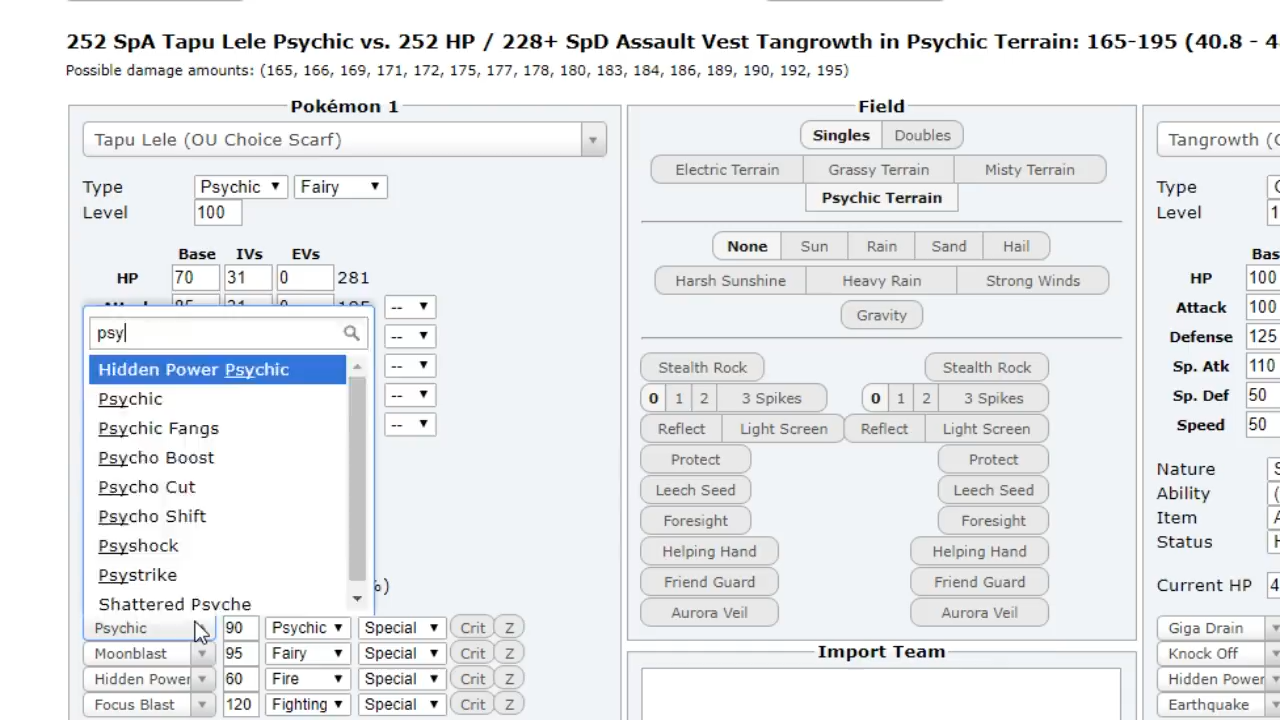 252 SpA Tapu Lele Psychic vs. 252 HP / 228+ SpD Assault Vest Tangrowth in Psychic Terrain: 165-195 (40.8 - 4
Possible damage amounts: (165, 166, 169, 171, 172, 175, 177, 178, 180, 183, 184, 186, 189, 190, 192, 195)
Pokémon 1
Tapu Lele (OU Choice Scarf)
Type Psychic Fairy
Level 100
Base IVs EVs
HP 70 31 0 281
--
--
--
--
--
psy
Hidden Power Psychic
Psychic
Psychic Fangs
Psycho Boost
Psycho Cut
Psycho Shift
Psyshock
Psystrike
Shattered Psyche
%)
Psychic 90 Psychic Special Crit Z
Moonblast 95 Fairy Special Crit Z
Hidden Power 60 Fire Special Crit Z
Focus Blast 120 Fighting Special Crit Z
Field
Singles Doubles
Electric Terrain Grassy Terrain Misty Terrain
Psychic Terrain
None Sun Rain Sand Hail
Harsh Sunshine Heavy Rain Strong Winds
Gravity
Stealth Rock Stealth Rock
0 1 2 3 Spikes 0 1 2 3 Spikes
Reflect Light Screen Reflect Light Screen
Protect Protect
Leech Seed Leech Seed
Foresight Foresight
Helping Hand Helping Hand
Friend Guard Friend Guard
Aurora Veil Aurora Veil
Import Team
Tangrowth (
Type
Level 1
Bas
HP 100
Attack 100
Defense 125
Sp. Atk 110
Sp. Def 50
Speed 50
Nature S
Ability (
Item A
Status H
Current HP 4
Giga Drain
Knock Off
Hidden Power
Earthquake